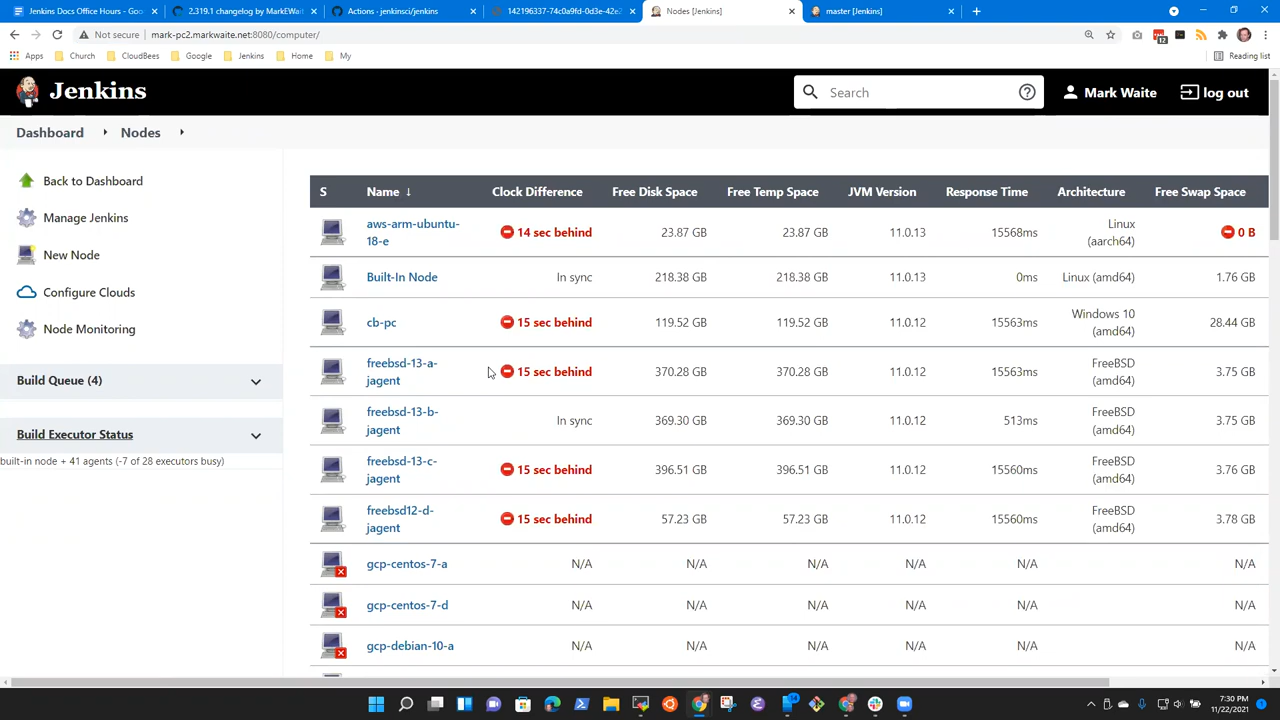 Jenkins Docs Office Hours - Goo
2.319.1 changelog by MarkEWait
Actions · jenkinsci/jenkins
142196337-74c0a9fd-0d3e-42e2
Nodes [Jenkins]
master [Jenkins]
Not secure | mark-pc2.markwaite.net:8080/computer/
12
Apps
Church
CloudBees
Google
Jenkins
Home
My
Reading list
Jenkins
Search
Mark Waite
log out
Dashboard
Nodes
Back to Dashboard
Manage Jenkins
New Node
Configure Clouds
Node Monitoring
Build Queue (4)
Build Executor Status
built-in node + 41 agents (-7 of 28 executors busy)
S Name ↓ Clock Difference Free Disk Space Free Temp Space JVM Version Response Time Architecture Free Swap Space
aws-arm-ubuntu-
18-e
14 sec behind 23.87 GB 23.87 GB 11.0.13 15568ms
Linux
(aarch64)
0 B
Built-In Node In sync 218.38 GB 218.38 GB 11.0.13 0ms Linux (amd64) 1.76 GB
cb-pc 15 sec behind 119.52 GB 119.52 GB 11.0.12 15563ms
Windows 10
(amd64)
28.44 GB
freebsd-13-a-
jagent
15 sec behind 370.28 GB 370.28 GB 11.0.12 15563ms
FreeBSD
(amd64)
3.75 GB
freebsd-13-b-
jagent
In sync 369.30 GB 369.30 GB 11.0.12 513ms
FreeBSD
(amd64)
3.75 GB
freebsd-13-c-
jagent
15 sec behind 396.51 GB 396.51 GB 11.0.12 15560ms
FreeBSD
(amd64)
3.76 GB
freebsd12-d-
jagent
15 sec behind 57.23 GB 57.23 GB 11.0.12 15560ms
FreeBSD
(amd64)
3.78 GB
gcp-centos-7-a N/A N/A N/A N/A N/A N/A N/A
gcp-centos-7-d N/A N/A N/A N/A N/A N/A N/A
gcp-debian-10-a N/A N/A N/A N/A N/A N/A N/A
7:30 PM
11/22/2021